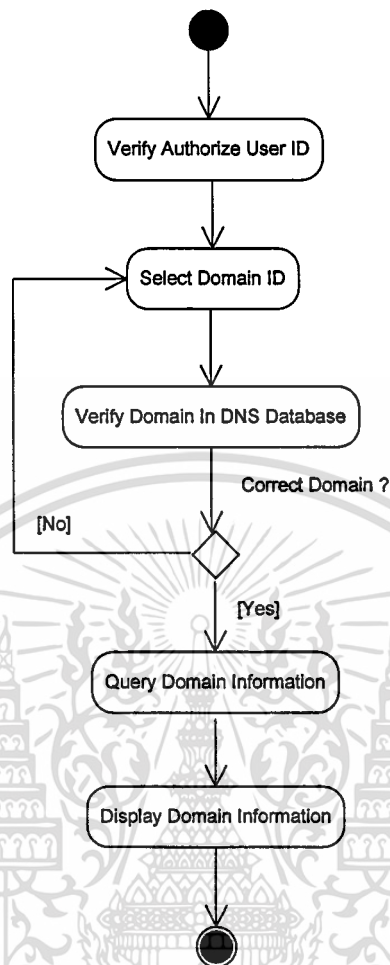 Verify Authorize User ID
Select Domain ID
Verify Domain In DNS Database
Correct Domain ?
[No]
[Yes]
Query Domain Information
Display Domain Information